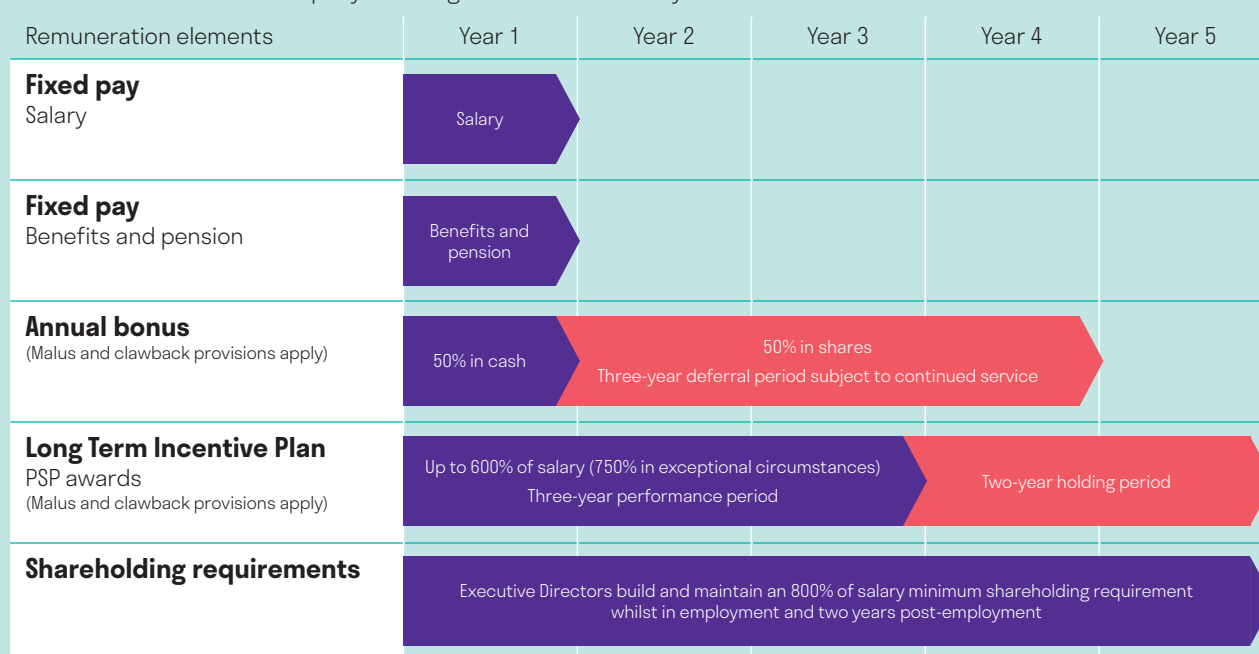 Remuneration elements Year 1 Year 2 Year 3 Year 4 Year 5
Fixed pay
Salary
Salary
Fixed pay
Benefits and pension
Benefits and
pension
Annual bonus
(Malus and clawback provisions apply)
50% in cash
50% in shares
Three-year deferral period subject to continued service
Long Term Incentive Plan
PSP awards
(Malus and clawback provisions apply)
Up to 600% of salary (750% in exceptional circumstances)
Three-year performance period
Two-year holding period
Shareholding requirements
Executive Directors build and maintain an 800% of salary minimum shareholding requirement
whilst in employment and two years post-employment